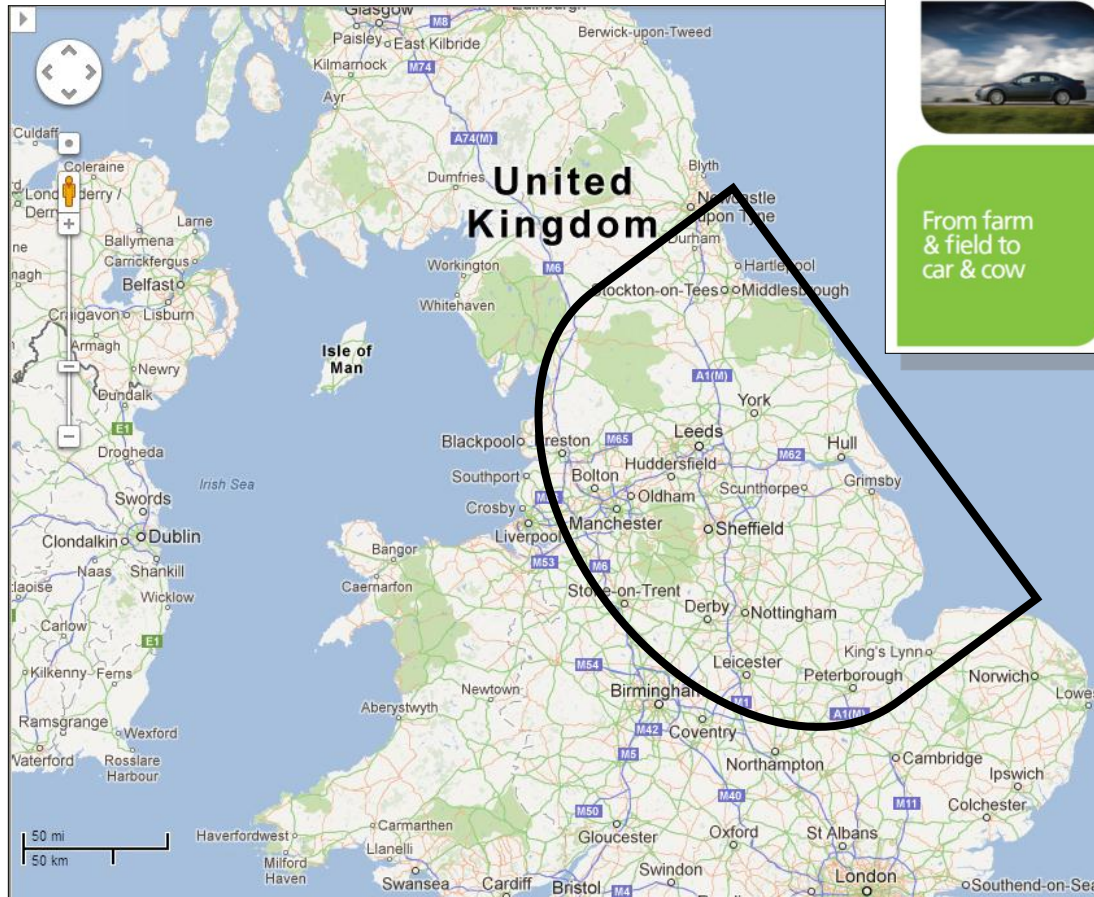 Glasgow
M8
Edinburgh
Paisley
East Kilbride
Berwick-upon-Tweed
Kilmarnock
M74
Ayr
Culdaff
A74(M)
Coleraine
Blyth
United
Kingdom
Dumfries
Newcastle
upon Tyne
Larne
Durham
Ballymena
Carrickfergus
Workington
M6
Hartlepool
Belfast
Whitehaven
Stockton-on-Tees
Middlesbrough
Craigavon
Lisburn
Armagh
Isle of
Man
Newry
A1(M)
Dundalk
York
E1
Leeds
Blackpool
Preston
M65
Hull
Drogheda
M62
Southport
Bolton
Huddersfield
Irish Sea
Scunthorpe
Grimsby
Swords
Crosby
Oldham
Manchester
Sheffield
Liverpool
Dublin
Clondalkin
Bangor
M53
M6
Naas
Shankill
Caernarfon
Stoke-on-Trent
Wicklow
Derby
Nottingham
Carlow
E1
King's Lynn
M54
Leicester
Kilkenny
Ferns
Peterborough
Norwich
Newtown
Birmingham
M1
Aberystwyth
A1(M)
Ramsgrange
Coventry
Wexford
M42
Waterford
Rosslare
Harbour
M5
Northampton
Cambridge
Ipswich
M40
M11
Colchester
M50
50 mi
50 km
Haverfordwest
Carmarthen
Gloucester
Oxford
St Albans
Milford
Haven
Llanelli
Swansea
Cardiff
Bristol
Swindon
M4
London
Southend-on-Sea
From farm
& field to
car & cow